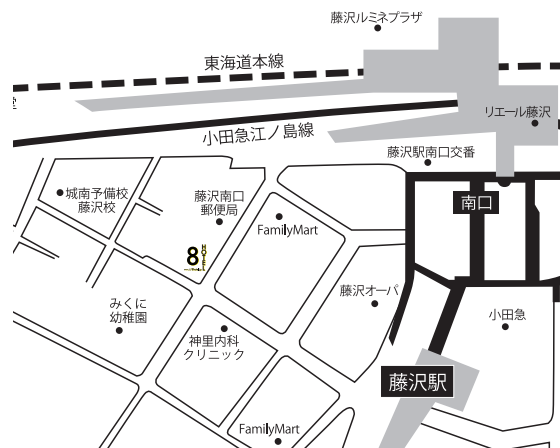 藤沢ルミネプラザ
東海道本線
リエール藤沢
小田急江ノ島線
藤沢駅南口交番
城南予備校
藤沢校
藤沢南口
郵便局
南口
FamilyMart
8
HOTEL
みくに
幼稚園
藤沢オーパ
小田急
神里内科
クリニック
藤沢駅
FamilyMart